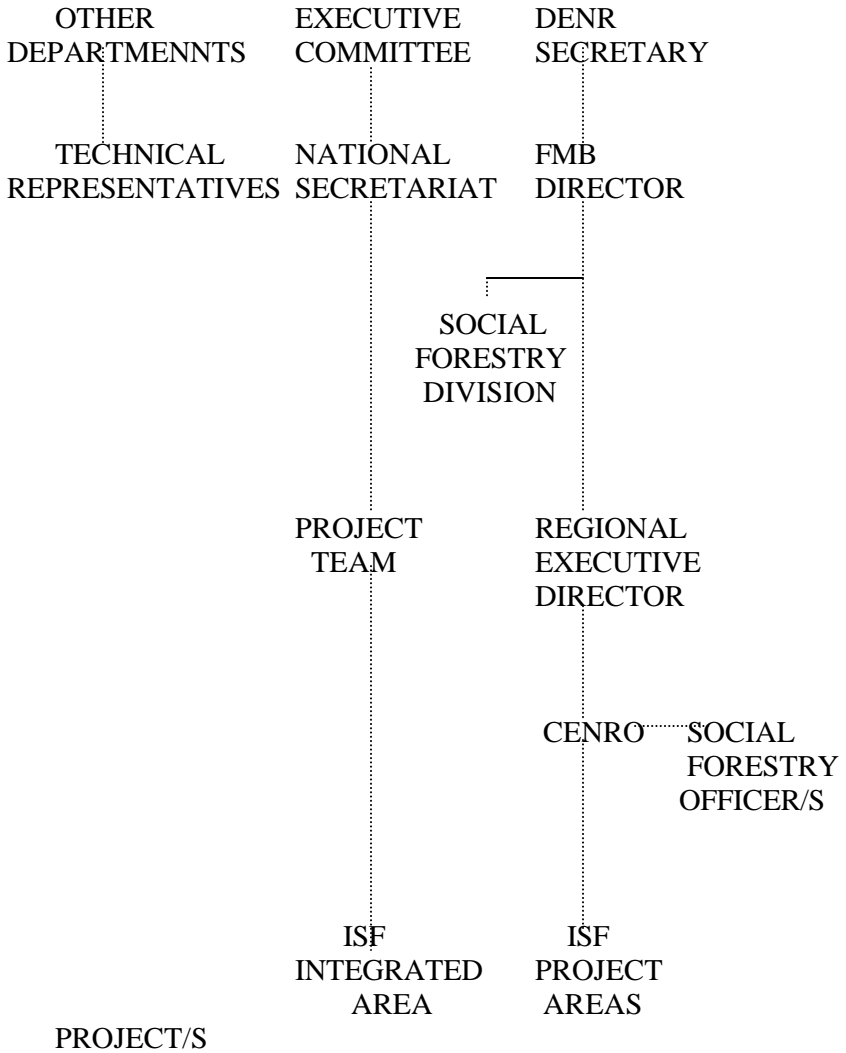 OTHER EXECUTIVE DENR
DEPARTMENNTS COMMITTEE SECRETARY
TECHNICAL NATIONAL FMB
REPRESENTATIVES SECRETARIAT DIRECTOR
SOCIAL
FORESTRY
DIVISION
PROJECT REGIONAL
TEAM EXECUTIVE
DIRECTOR
CENRO SOCIAL
FORESTRY
OFFICER/S
ISF ISF
INTEGRATED PROJECT
AREA AREAS
PROJECT/S